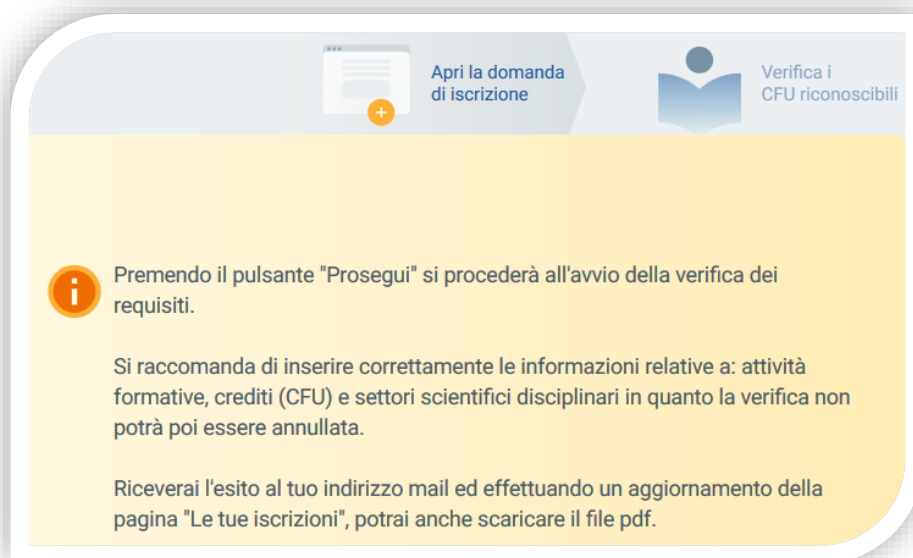 Apri la domanda
di iscrizione
Verifica i
CFU riconoscibili
Premendo il pulsante "Prosegui" si procederà all'avvio della verifica dei
requisiti.
Si raccomanda di inserire correttamente le informazioni relative a: attività
formative, crediti (CFU) e settori scientifici disciplinari in quanto la verifica non
potrà poi essere annullata.
Riceverai l'esito al tuo indirizzo mail ed effettuando un aggiornamento della
pagina "Le tue iscrizioni", potrai anche scaricare il file pdf.